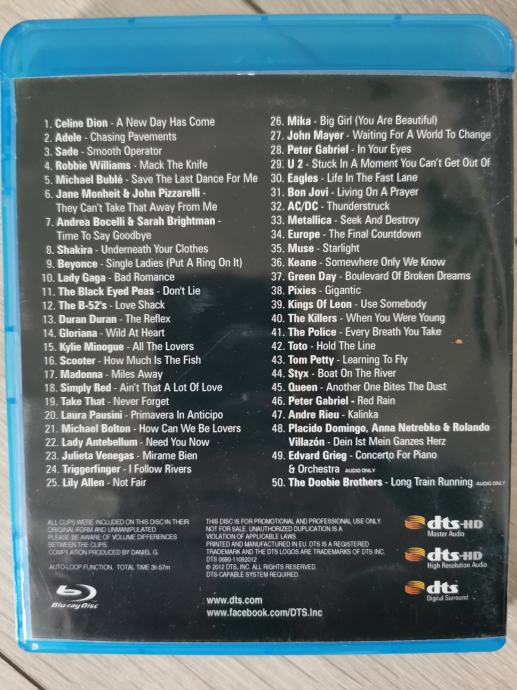 1. Celine Dion - A New Day Has Come
2. Adele - Chasing Pavements
3. Sade - Smooth Operator
4. Robbie Williams - Mack The Knife
5. Michael Bublé - Save The Last Dance For Me
6. Jane Monheit & John Pizzarelli -
They Can't Take That Away From Me
7. Andrea Bocelli & Sarah Brightman -
Time To Say Goodbye
8. Shakira - Underneath Your Clothes
9. Beyonce - Single Ladies (Put A Ring On It)
10. Lady Gaga - Bad Romance
11. The Black Eyed Peas - Don't Lie
12. The B-52's - Love Shack
13. Duran Duran - The Reflex
14. Gloriana - Wild At Heart
15. Kylie Minogue - All The Lovers
16. Scooter - How Much Is The Fish
17. Madonna - Miles Away
18. Simply Red - Ain't That A Lot Of Love
19. Take That - Never Forget
20. Laura Pausini - Primavera In Anticipo
21. Michael Bolton - How Can We Be Lovers
22. Lady Antebellum - Need You Now
23. Julieta Venegas - Mirame Bien
24. Triggerfinger - I Follow Rivers
25. Lily Allen - Not Fair
26. Mika - Big Girl (You Are Beautiful)
27. John Mayer - Waiting For A World To Change
28. Peter Gabriel - In Your Eyes
29. U 2 - Stuck In A Moment You Can't Get Out Of
30. Eagles - Life In The Fast Lane
31. Bon Jovi - Living On A Prayer
32. AC/DC - Thunderstruck
33. Metallica - Seek And Destroy
34. Europe - The Final Countdown
35. Muse - Starlight
36. Keane - Somewhere Only We Know
37. Green Day - Boulevard Of Broken Dreams
38. Pixies - Gigantic
39. Kings Of Leon - Use Somebody
40. The Killers - When You Were Young
41. The Police - Every Breath You Take
42. Toto - Hold The Line
43. Tom Petty - Learning To Fly
44. Styx - Boat On The River
45. Queen - Another One Bites The Dust
46. Peter Gabriel - Red Rain
47. Andre Rieu - Kalinka
48. Placido Domingo, Anna Netrebko & Rolando
Villazón - Dein Ist Mein Ganzes Herz
49. Edvard Grieg - Concerto For Piano
& Orchestra AUDIO ONLY
50. The Doobie Brothers - Long Train Running AUDIO ONLY
ALL CLIPS WERE INCLUDED ON THIS DISC IN THEIR
ORIGINAL-FORM AND UNMANIPULATED.
PLEASE BE AWARE OF VOLUME DIFFERENCES
BETWEEN THE CLIPS.
COMPILATION PRODUCED BY DANIEL G.
AUTO-LOOP FUNCTION, TOTAL TIME 3h 57m
Blu-ray Disc
THIS DISC IS FOR PROMOTIONAL AND PROFESSIONAL USE ONLY.
NOT FOR SALE. UNAUTHORIZED DUPLICATION IS A
VIOLATION OF APPLICABLE LAWS.
PRINTED AND MANUFACTURED IN EU. DTS IS A REGISTERED
TRADEMARK AND THE DTS LOGOS ARE TRADEMARKS OF DTS INC.
DTS 0690-11092012
© 2012 DTS, INC. ALL RIGHTS RESERVED.
DTS-CAPABLE SYSTEM REQUIRED.
www.dts.com
www.facebook.com/DTS.Inc
dts-HD
Master Audio
dts-HD
High Resolution Audio
dts
Digital Surround